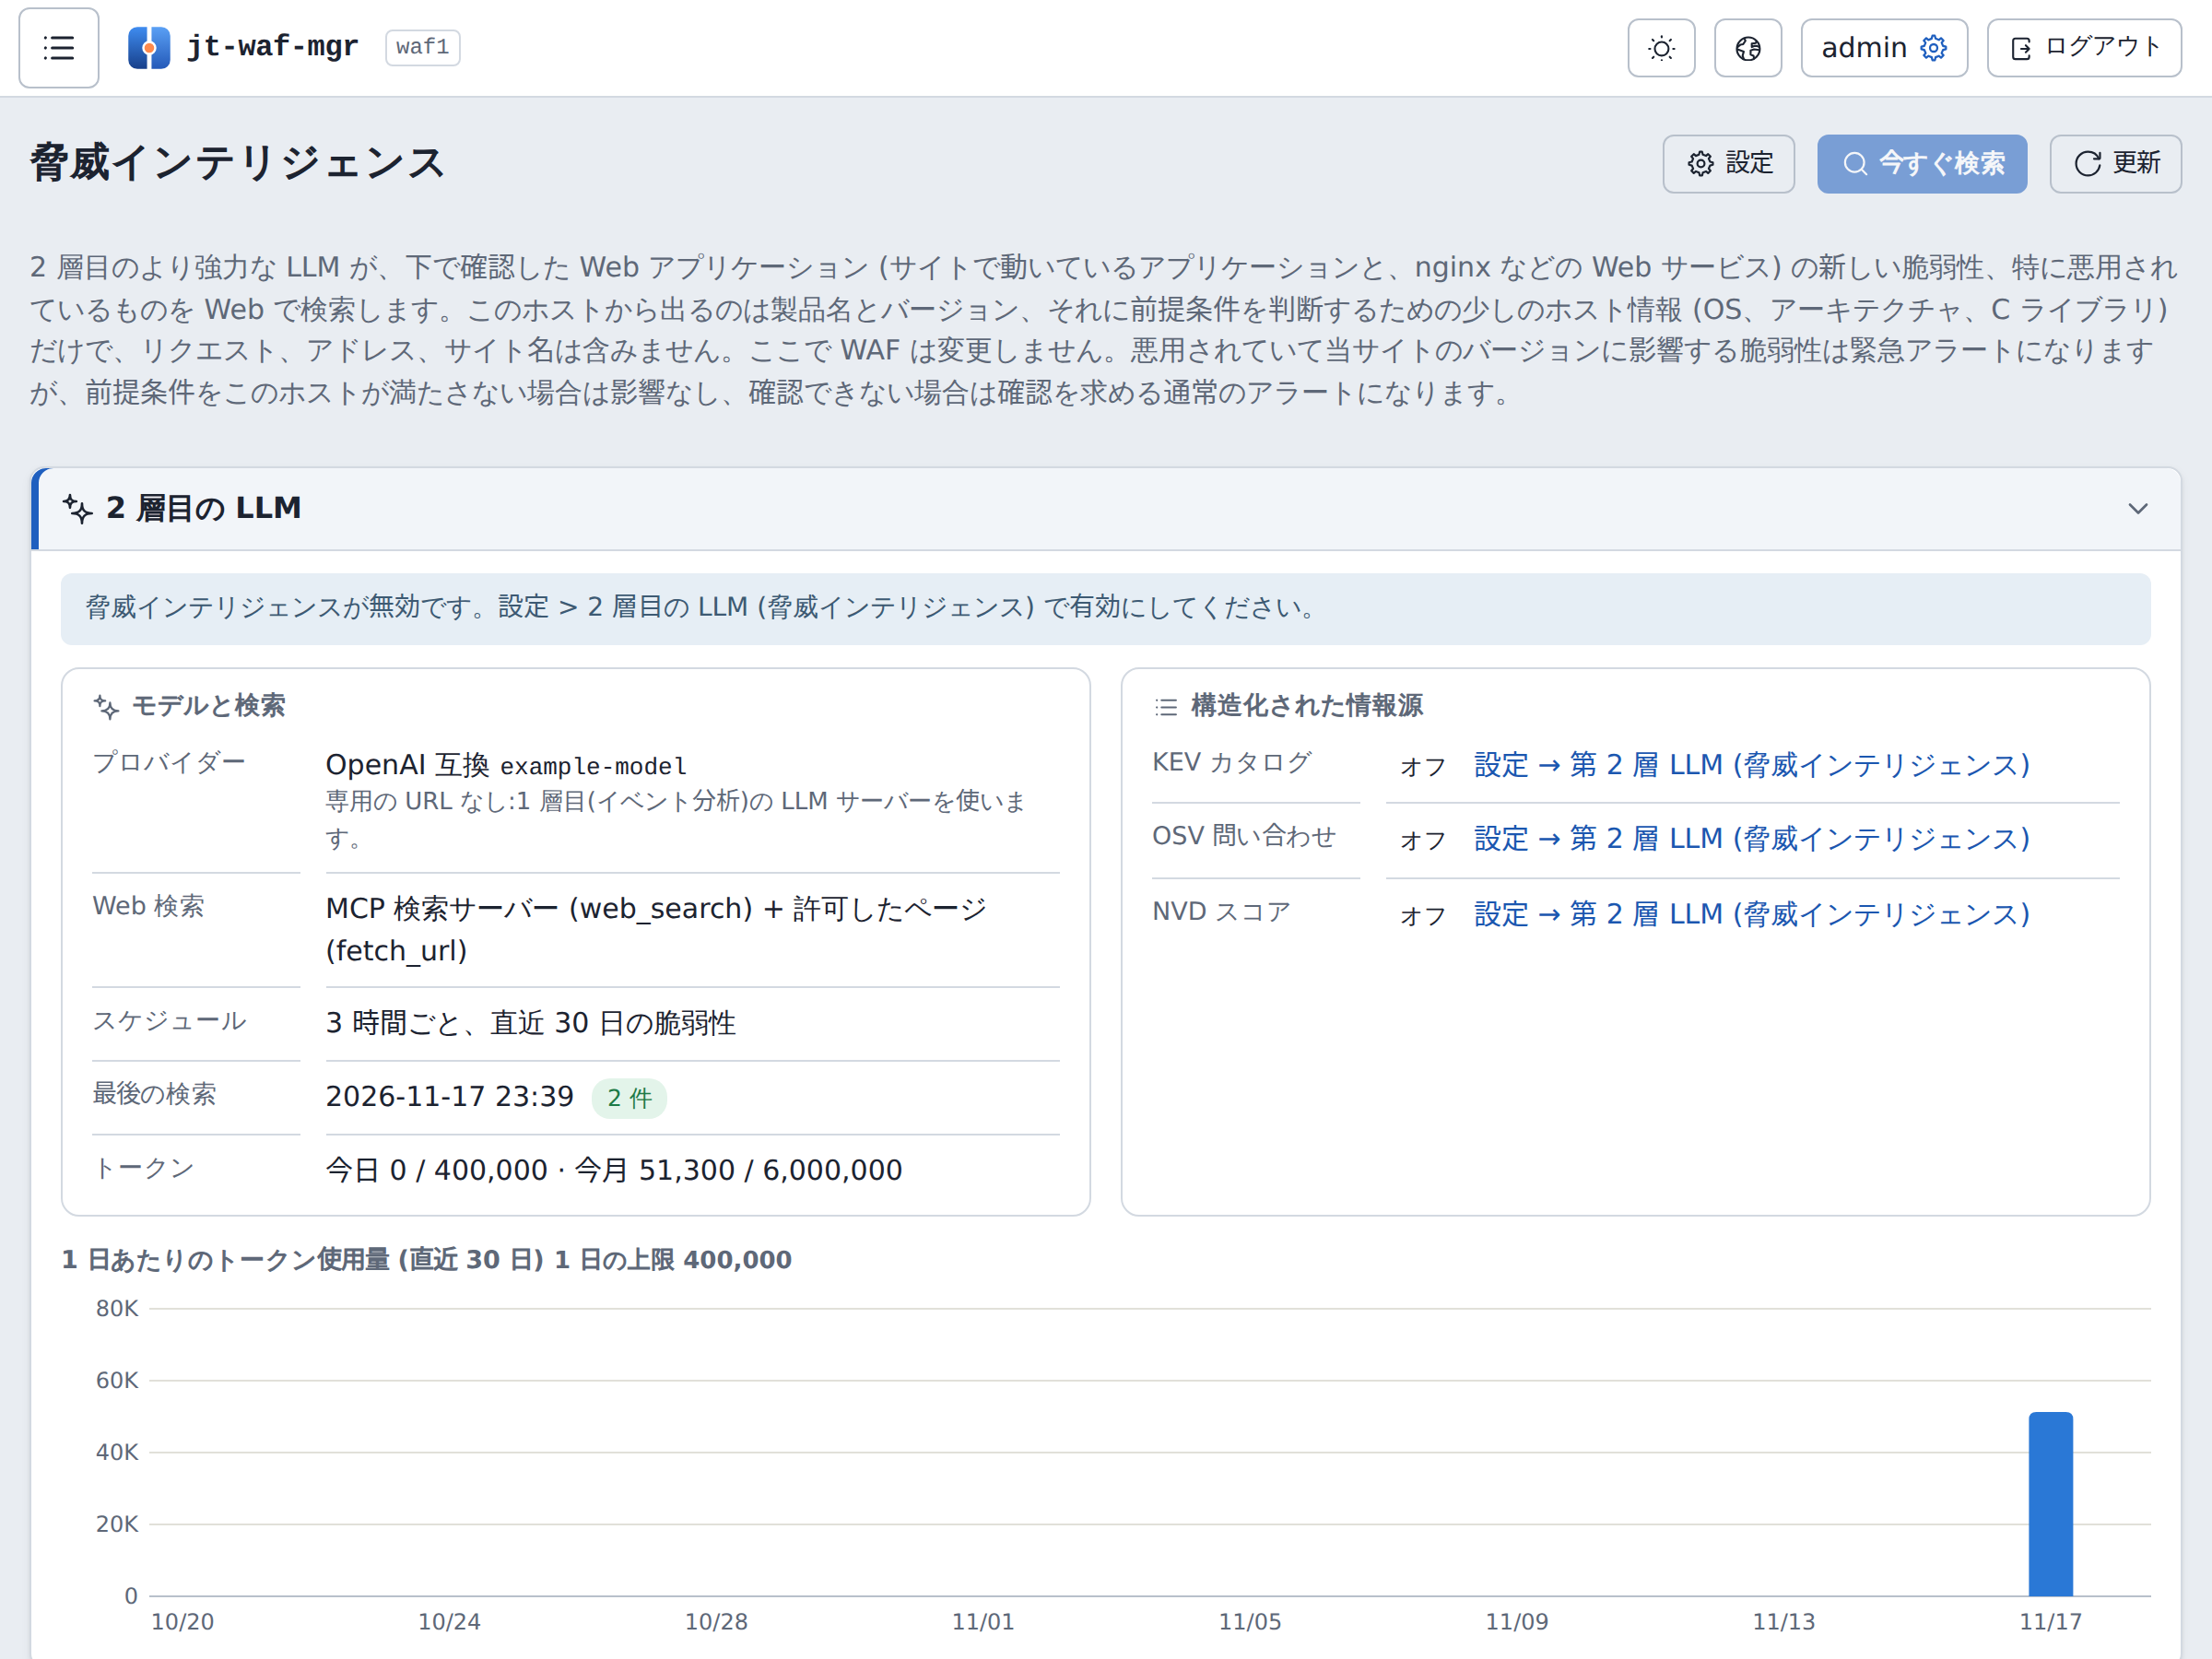 jt-waf-mgr waf1 admin ログアウト
脅威インテリジェンス 設定 今すぐ検索 更新
2 層目のより強力な LLM が、下で確認した Web アプリケーション (サイトで動いているアプリケーションと、nginx などの Web サービス) の新しい脆弱性、特に悪用され
ているものを Web で検索します。このホストから出るのは製品名とバージョン、それに前提条件を判断するための少しのホスト情報 (OS、アーキテクチャ、C ライブラリ)
だけで、リクエスト、アドレス、サイト名は含みません。ここで WAF は変更しません。悪用されていて当サイトのバージョンに影響する脆弱性は緊急アラートになります
が、前提条件をこのホストが満たさない場合は影響なし、確認できない場合は確認を求める通常のアラートになります。
2 層目の LLM
脅威インテリジェンスが無効です。設定 > 2 層目の LLM (脅威インテリジェンス) で有効にしてください。
モデルと検索
プロバイダー OpenAI 互換 example-model
専用の URL なし:1 層目(イベント分析)の LLM サーバーを使いま
す。
Web 検索 MCP 検索サーバー (web_search) + 許可したページ
(fetch_url)
スケジュール 3 時間ごと、直近 30 日の脆弱性
最後の検索 2026-11-17 23:39 2 件
トークン 今日 0 / 400,000 · 今月 51,300 / 6,000,000
構造化された情報源
KEV カタログ オフ 設定 → 第 2 層 LLM (脅威インテリジェンス)
OSV 問い合わせ オフ 設定 → 第 2 層 LLM (脅威インテリジェンス)
NVD スコア オフ 設定 → 第 2 層 LLM (脅威インテリジェンス)
1 日あたりのトークン使用量 (直近 30 日) 1 日の上限 400,000
80K
60K
40K
20K
0
10/20 10/24 10/28 11/01 11/05 11/09 11/13 11/17